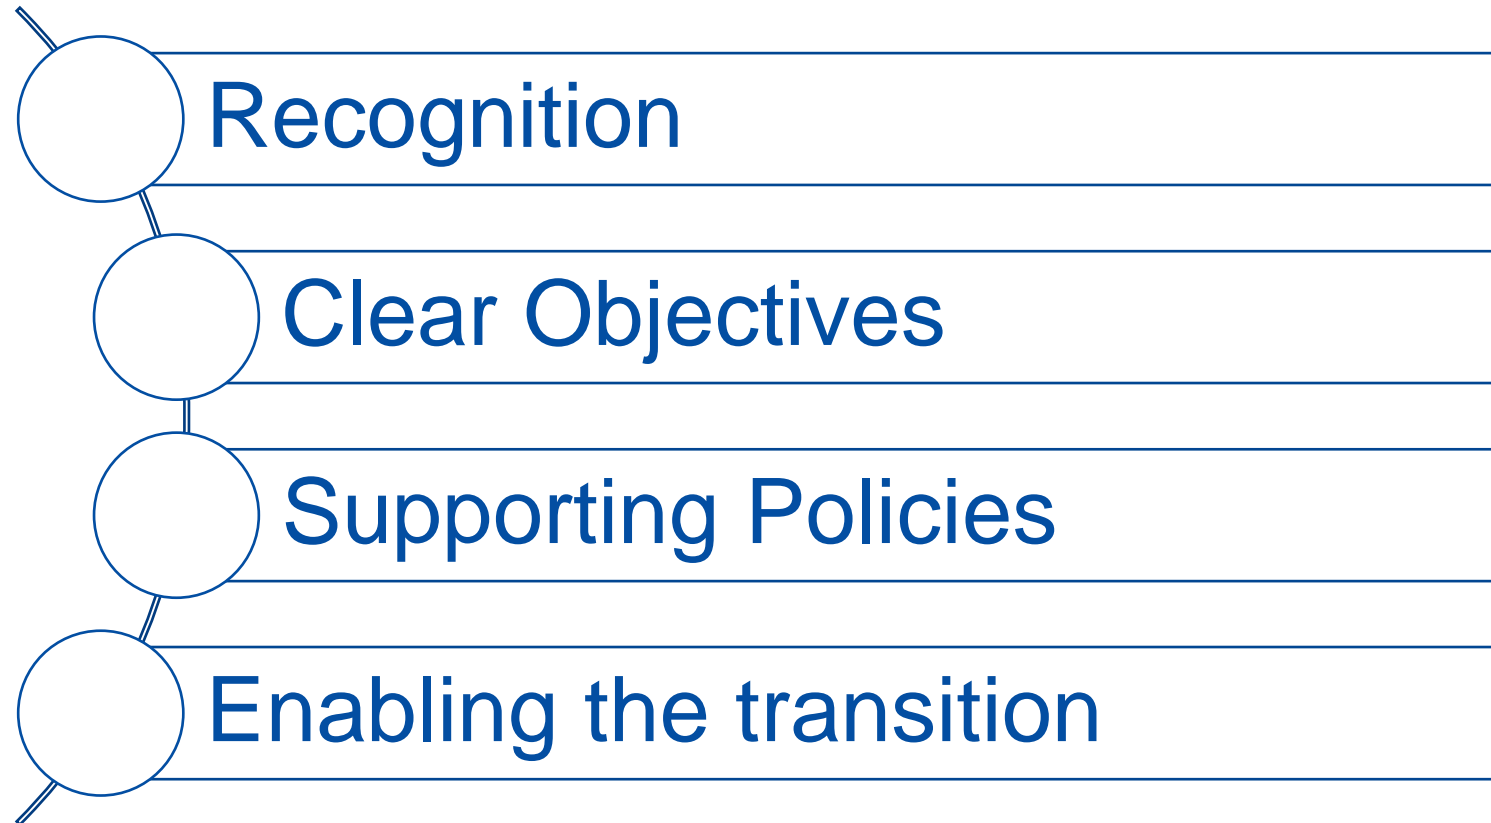 Recognition
Clear Objectives
Supporting Policies
Enabling the transition